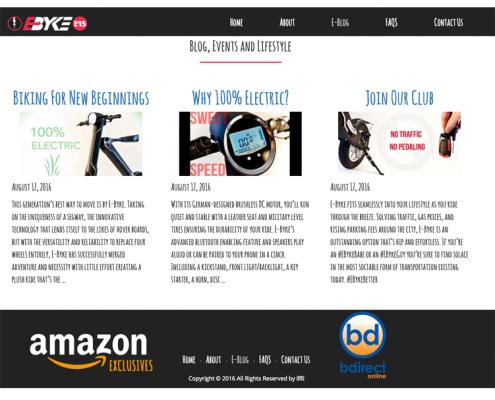 E-BYKE E15
Home About E-Blog FAQs Contact Us
Blog, Events and Lifestyle
Biking For New Beginnings
100%
ELECTRIC
August 17, 2016
This generation's best way to move is by E-Byke. Taking
on the uniqueness of a segway, the innovative
technology that lends itself to the likes of hover boards,
but with the versatility and reliability to replace four
wheels entirely, E-Byke has successfully merged
adventure and necessity with little effort creating a
plush ride that's the ...
Why 100% Electric?
SWEET
SPEED
August 17, 2016
With its German-designed brushless DC motor, you'll run
quiet and stable with a leather seat and military level
tires ensuring the durability of your ride. E-Byke's
advanced bluetooth enabling feature and speakers play
aloud or can be paired to your phone in a cinch.
Including a kickstand, front light/backlight, a key
starter, a horn, disc ...
Join Our Club
NO TRAFFIC
NO PEDALING
August 17, 2016
E-Byke fits seamlessly into your lifestyle as you ride
through the breeze. Solving traffic, gas prices, and
rising parking fees around the city, E-Byke is an
outstanding option that's hip and effortless. If you're
an #EBykeBabe or an #EBykeGuy you're sure to find solace
in the most sociable form of transportation existing
today. #EBykeBetter
amazon
EXCLUSIVES
Home - About - E-Blog - FAQs - Contact Us
Copyright © 2016 All Rights Reserved by
bd
bdirect
online